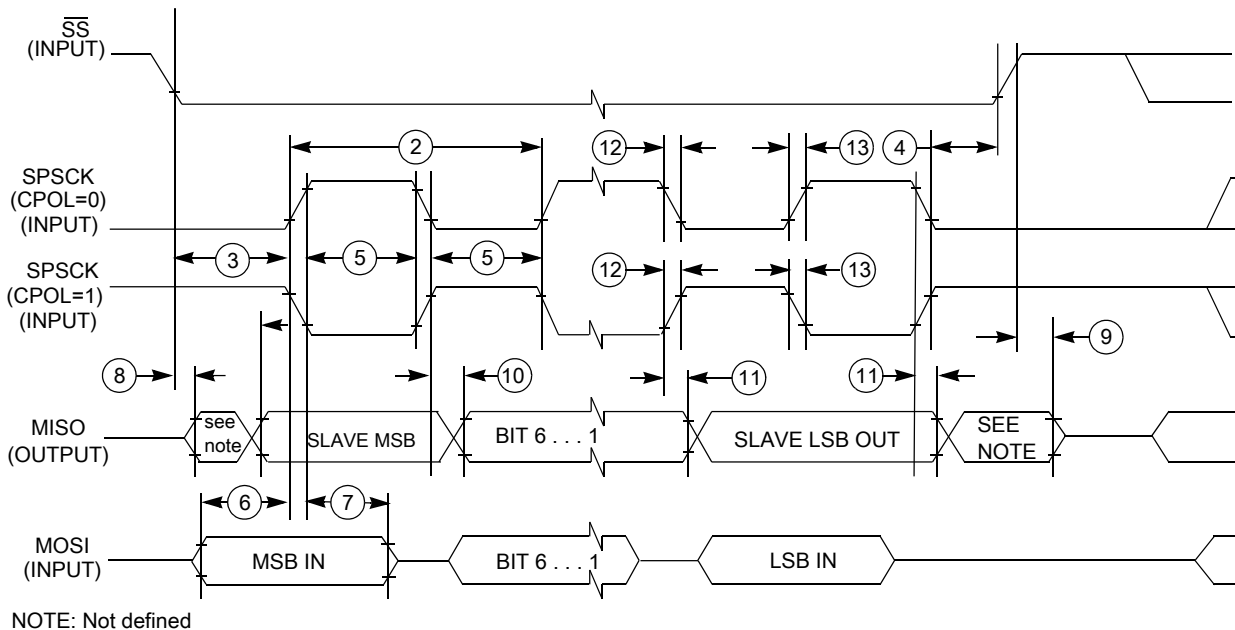 SS
(INPUT)
2
12
13
4
SPSCK
(CPOL=0)
(INPUT)
3
5
5
SPSCK
(CPOL=1)
(INPUT)
12
13
8
10
11
11
9
MISO
(OUTPUT)
see
note
SLAVE MSB
BIT 6 . . . 1
SLAVE LSB OUT
SEE
NOTE
6
7
MOSI
(INPUT)
MSB IN
BIT 6 . . . 1
LSB IN
NOTE: Not defined